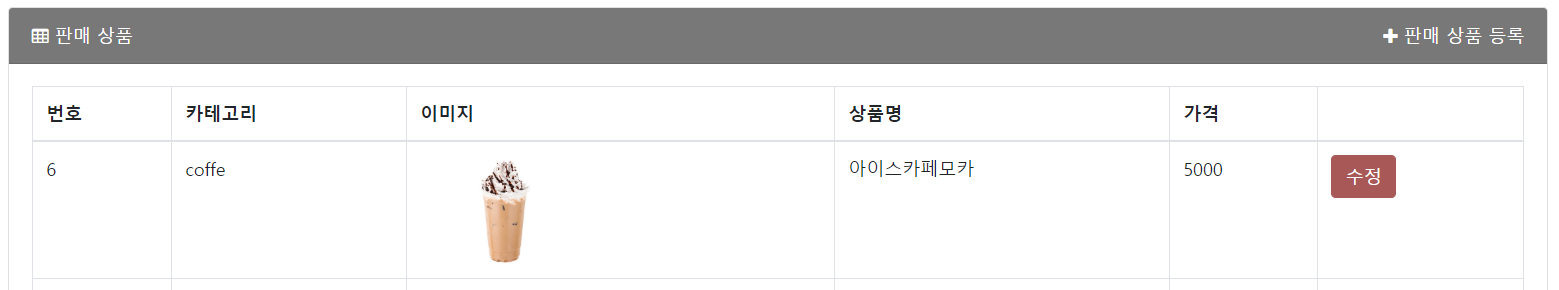 판매 상품
판매 상품 등록
번호 카테고리 이미지 상품명 가격
6 coffe 아이스카페모카 5000 수정